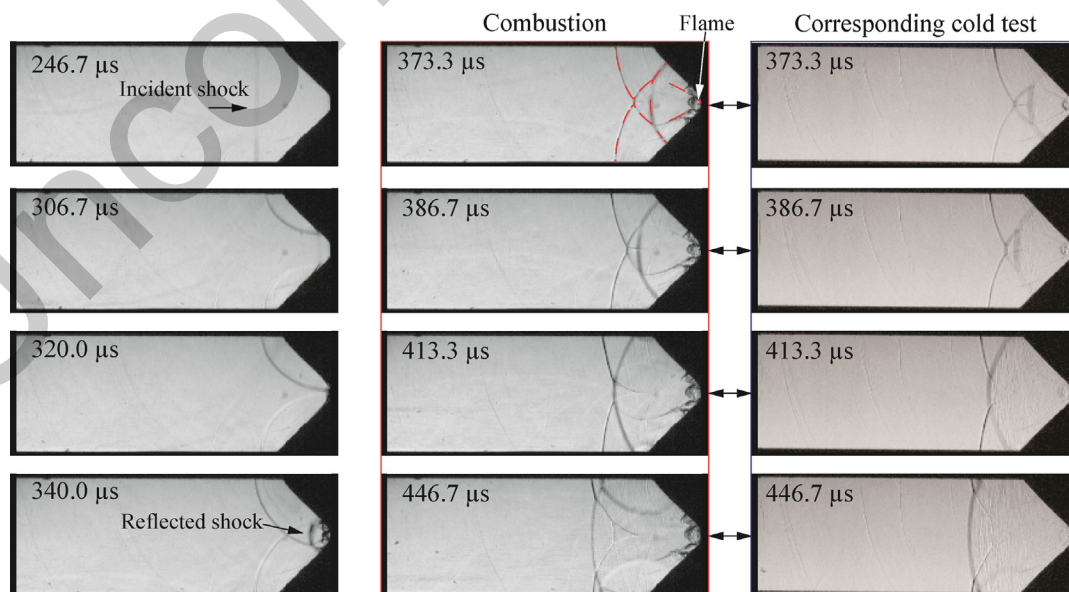 Combustion
Flame
Corresponding cold test
246.7 µs
Incident shock
373.3 µs
373.3 µs
306.7 µs
386.7 µs
386.7 µs
320.0 µs
413.3 µs
413.3 µs
340.0 µs
Reflected shock
446.7 µs
446.7 µs